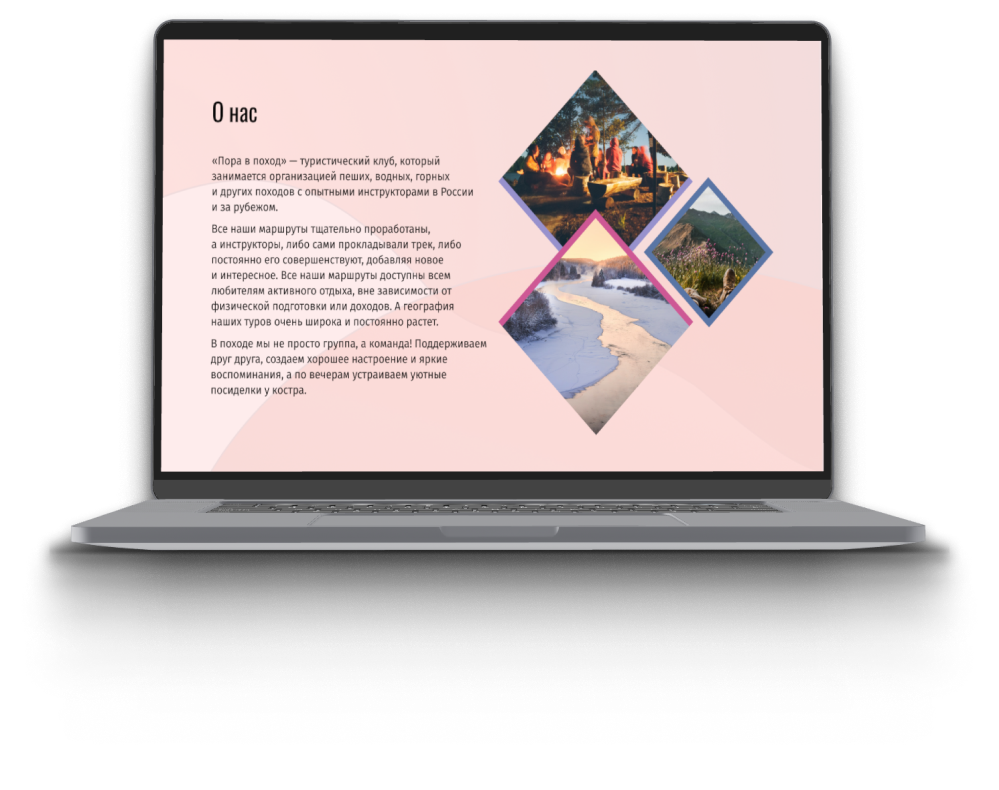 О нас
«Пора в поход» — туристический клуб, который
занимается организацией пеших, водных, горных
и других походов с опытными инструкторами в России
и за рубежом.
Все наши маршруты тщательно проработаны,
а инструкторы, либо сами прокладывали трек, либо
постоянно его совершенствуют, добавляя новое
и интересное. Все наши маршруты доступны всем
любителям активного отдыха, вне зависимости от
физической подготовки или доходов. А география
наших туров очень широка и постоянно растет.
В походе мы не просто группа, а команда! Поддерживаем
друг друга, создаем хорошее настроение и яркие
воспоминания, а по вечерам устраиваем уютные
посиделки у костра.